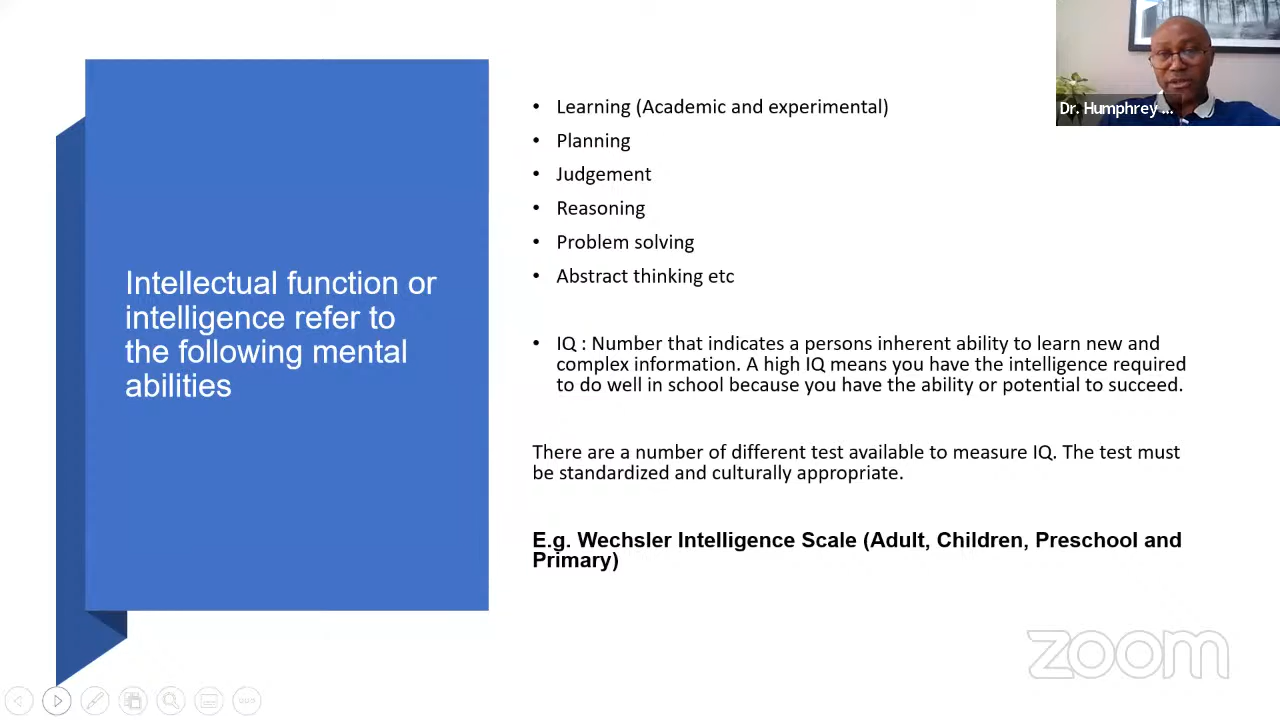 Intellectual function or
intelligence refer to
the following mental
abilities
• Learning (Academic and experimental)
• Planning
• Judgement
• Reasoning
• Problem solving
• Abstract thinking etc
• IQ : Number that indicates a persons inherent ability to learn new and
complex information. A high IQ means you have the intelligence required
to do well in school because you have the ability or potential to succeed.
There are a number of different test available to measure IQ. The test must
be standardized and culturally appropriate.
E.g. Wechsler Intelligence Scale (Adult, Children, Preschool and
Primary)
Dr. Humphrey ...
zoom